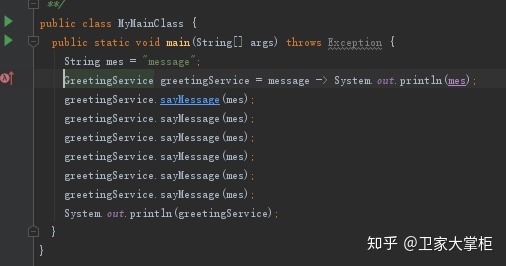 **/
public class MyMainClass {
public static void main(String[] args) throws Exception {
String mes = "message";
GreetingService greetingService = message -> System.out.println(mes);
greetingService.sayMessage(mes);
greetingService.sayMessage(mes);
greetingService.sayMessage(mes);
greetingService.sayMessage(mes);
greetingService.sayMessage(mes);
greetingService.sayMessage(mes);
System.out.println(greetingService);
}
}
知乎 @卫家大掌柜